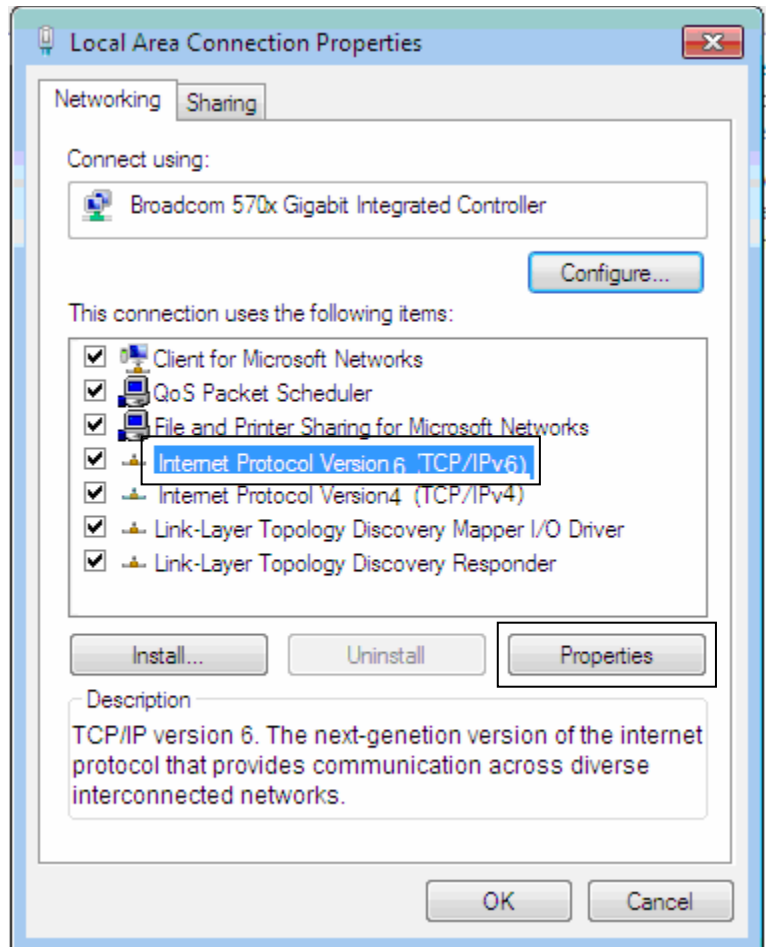 Local Area Connection Properties
Networking Sharing
Connect using:
Broadcom 570x Gigabit Integrated Controller
Configure...
This connection uses the following items:
Client for Microsoft Networks
QoS Packet Scheduler
File and Printer Sharing for Microsoft Networks
Internet Protocol Version 6 (TCP/IPv6)
Internet Protocol Version4 (TCP/IPv4)
Link-Layer Topology Discovery Mapper I/O Driver
Link-Layer Topology Discovery Responder
Install... Uninstall Properties
Description
TCP/IP version 6. The next-genetion version of the internet
protocol that provides communication across diverse
interconnected networks.
OK Cancel